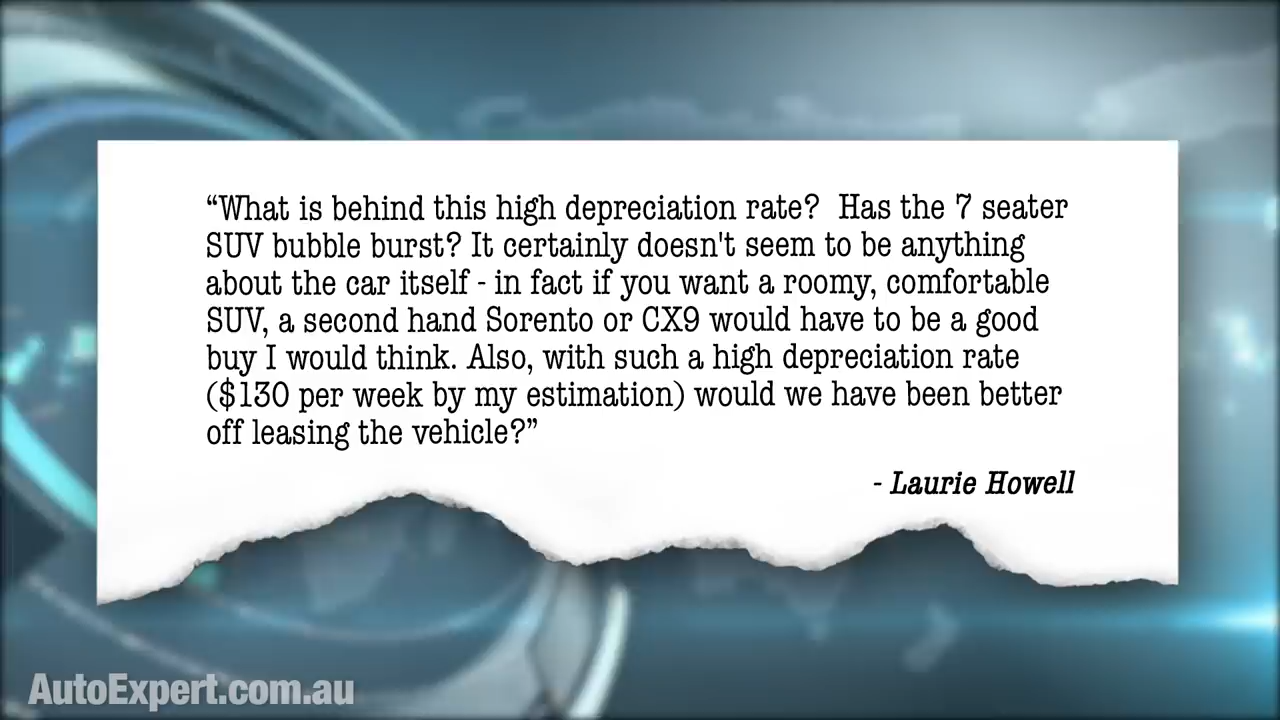 “What is behind this high depreciation rate?  Has the 7 seater
SUV bubble burst? It certainly doesn't seem to be anything
about the car itself - in fact if you want a roomy, comfortable
SUV, a second hand Sorento or CX9 would have to be a good
buy I would think. Also, with such a high depreciation rate
($130 per week by my estimation) would we have been better
off leasing the vehicle?”
- Laurie Howell
AutoExpert.com.au